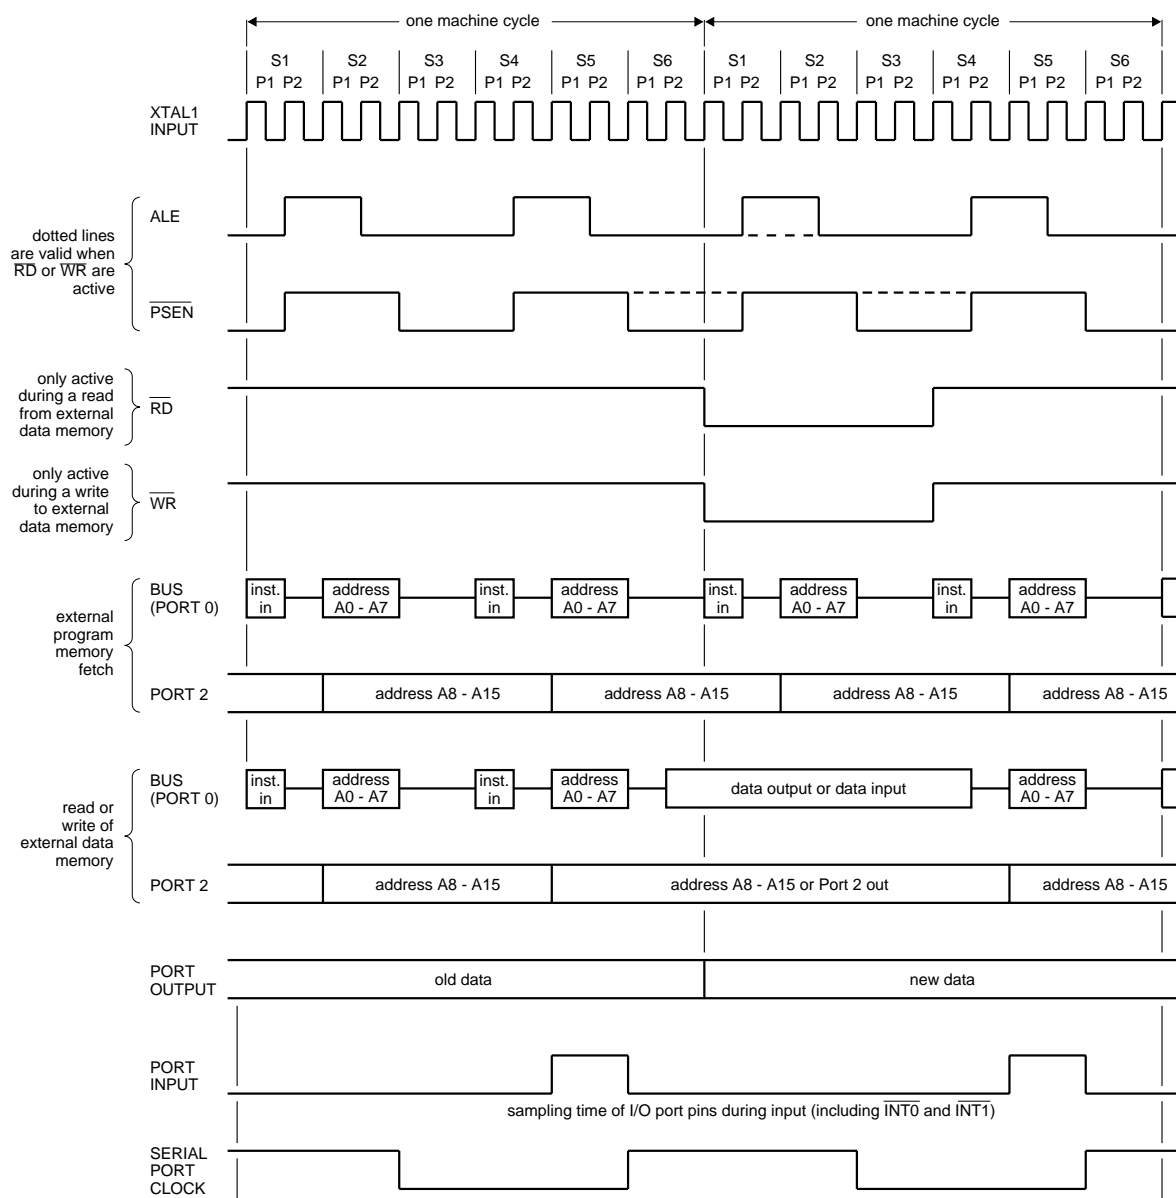 one machine cycle one machine cycle
S1 S2 S3 S4 S5 S6 S1 S2 S3 S4 S5 S6
P1 P2 P1 P2 P1 P2 P1 P2 P1 P2 P1 P2 P1 P2 P1 P2 P1 P2 P1 P2 P1 P2 P1 P2
XTAL1
INPUT
dotted lines
are valid when
RD or WR are
active
ALE
PSEN
only active
during a read
from external
data memory
RD
only active
during a write
to external
data memory
WR
external
program
memory
fetch
BUS
(PORT 0)
inst. address inst. address inst. address inst. address
in A0 - A7 in A0 - A7 in A0 - A7 in A0 - A7
PORT 2 address A8 - A15 address A8 - A15 address A8 - A15 address A8 - A15
read or
write of
external data
memory
BUS
(PORT 0)
inst. address inst. address data output or data input address
in A0 - A7 in A0 - A7 A0 - A7
PORT 2 address A8 - A15 address A8 - A15 or Port 2 out address A8 - A15
PORT
OUTPUT
old data new data
PORT
INPUT
sampling time of I/O port pins during input (including INT0 and INT1)
SERIAL
PORT
CLOCK